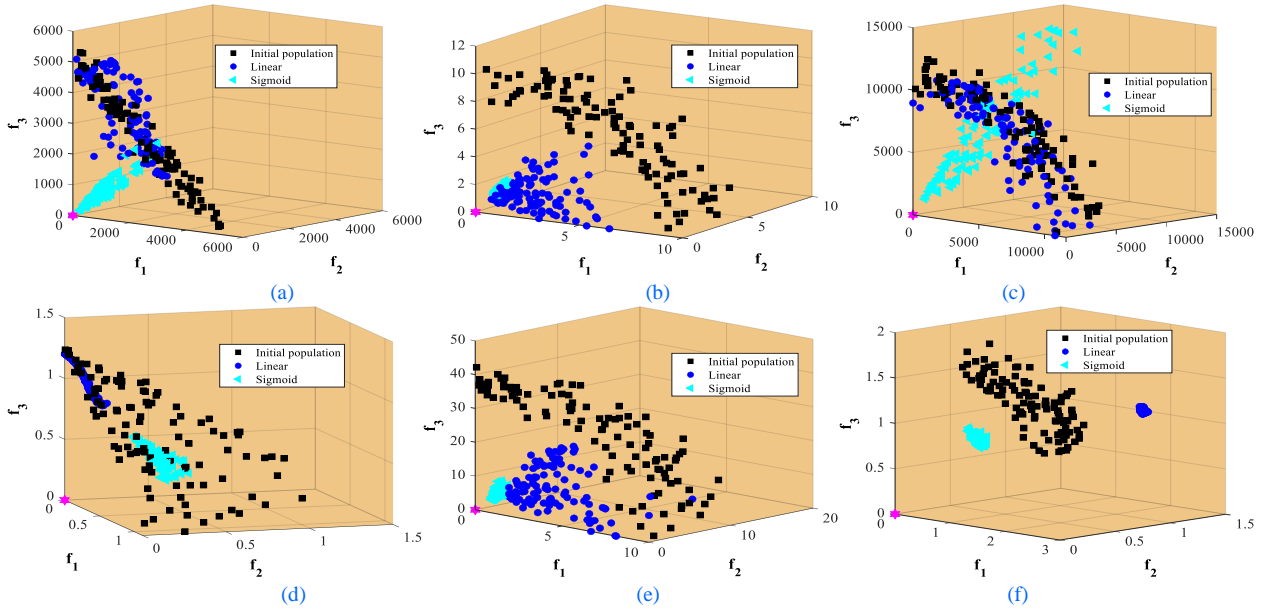 6000
5000
4000
3000
2000
1000
0
f3
0
2000
4000
6000
f1
0
2000
4000
6000
f2
Initial population
Linear
Sigmoid
(a)
12
10
8
6
4
2
0
f3
0
5
10
f1
0
5
10
f2
Initial population
Linear
Sigmoid
(b)
15000
10000
5000
0
f3
0
5000
10000
f1
0
5000
10000
15000
f2
Initial population
Linear
Sigmoid
(c)
1.5
1
0.5
0
f3
0
0.5
1
f1
0
0.5
1
1.5
f2
Initial population
Linear
Sigmoid
(d)
50
40
30
20
10
0
f3
0
5
10
f1
0
10
20
f2
Initial population
Linear
Sigmoid
(e)
2
1.5
1
0.5
0
f3
0
1
2
3
f1
0
0.5
1
1.5
f2
Initial population
Linear
Sigmoid
(f)